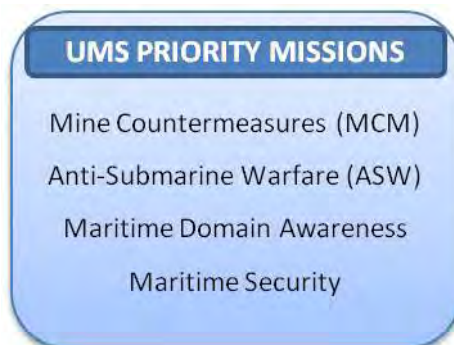 UMS PRIORITY MISSIONS
Mine Countermeasures (MCM)
Anti-Submarine Warfare (ASW)
Maritime Domain Awareness
Maritime Security